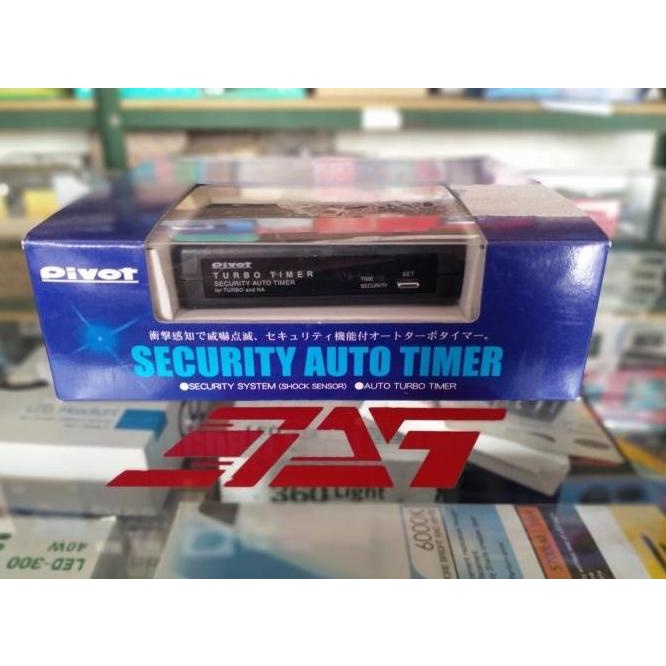 Pivot
Pivot
TURBO TIMER
SECURITY AUTO TIMER
for TURBO and NA
TIME
SECURITY
SET
衝撃感知で威嚇点滅、セキュリティ機能付オートターボタイマー。
SECURITY AUTO TIMER
●SECURITY SYSTEM (SHOCK SENSOR) ●AUTO TURBO TIMER
LED Headlight
360 Light
6000K
LED-300
40W